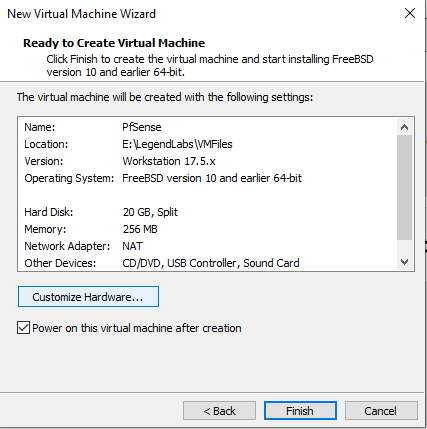 New Virtual Machine Wizard
Ready to Create Virtual Machine
Click Finish to create the virtual machine and start installing FreeBSD
version 10 and earlier 64-bit.
The virtual machine will be created with the following settings:
Name: PfSense
Location: E:\LegendLabs\VMFiles
Version: Workstation 17.5.x
Operating System: FreeBSD version 10 and earlier 64-bit
Hard Disk: 20 GB, Split
Memory: 256 MB
Network Adapter: NAT
Other Devices: CD/DVD, USB Controller, Sound Card
Customize Hardware...
Power on this virtual machine after creation
< Back Finish Cancel